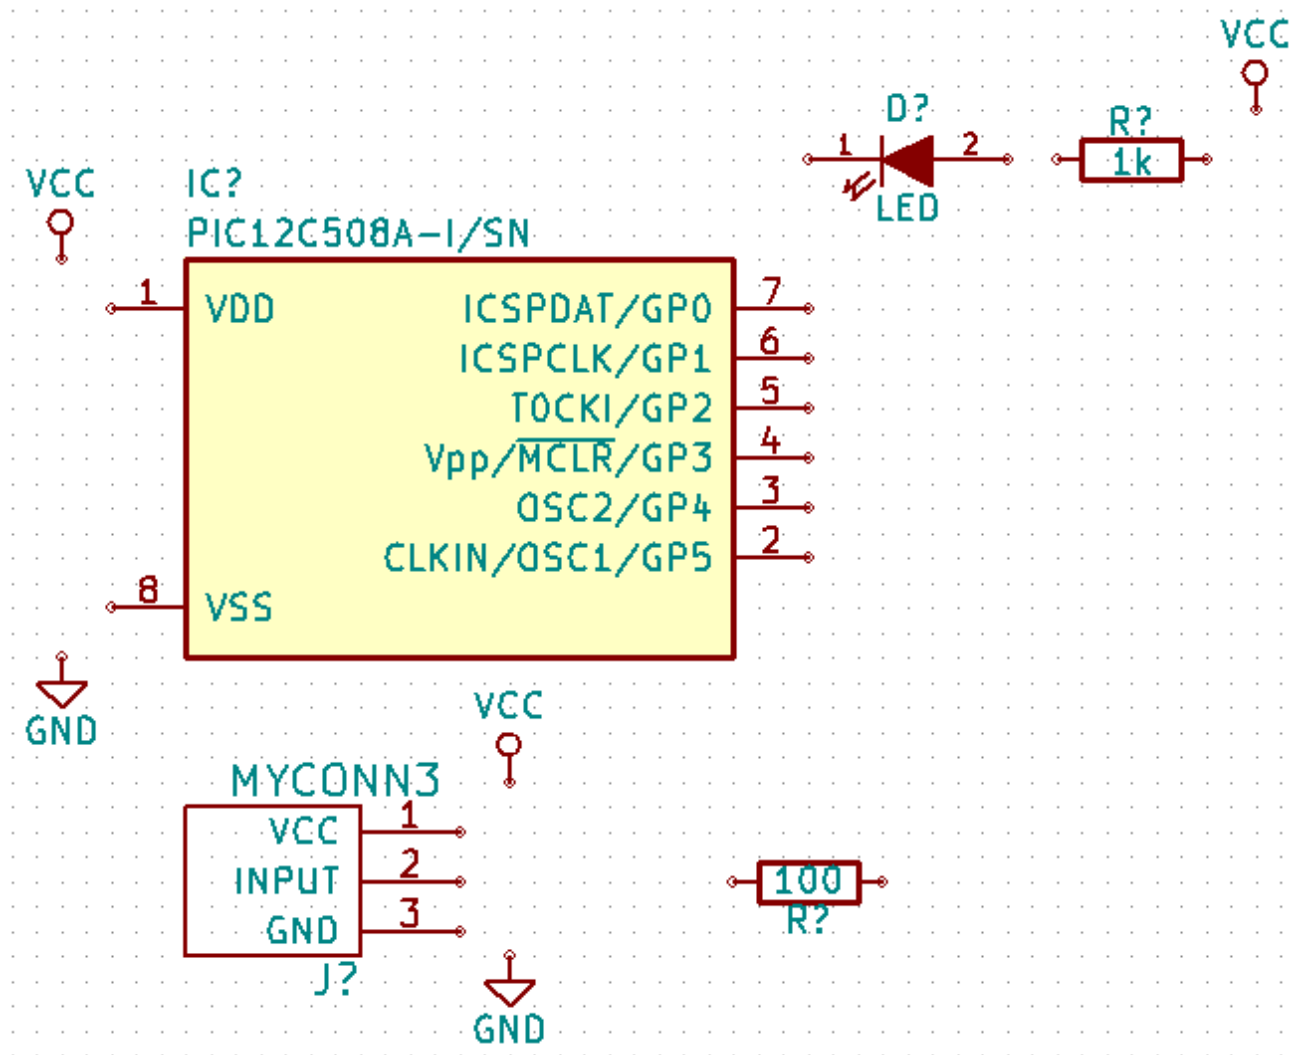 VCC
D?
R?
1 2
1k
LED
VCC
IC?
PIC12C508A-I/SN
1 VDD ICSPDAT/GP0 7
ICSPCLK/GP1 6
T0CKI/GP2 5
Vpp/MCLR/GP3 4
OSC2/GP4 3
CLKIN/OSC1/GP5 2
8 VSS
GND
VCC
MYCONN3
VCC 1
INPUT 2
GND 3
J?
GND
100
R?